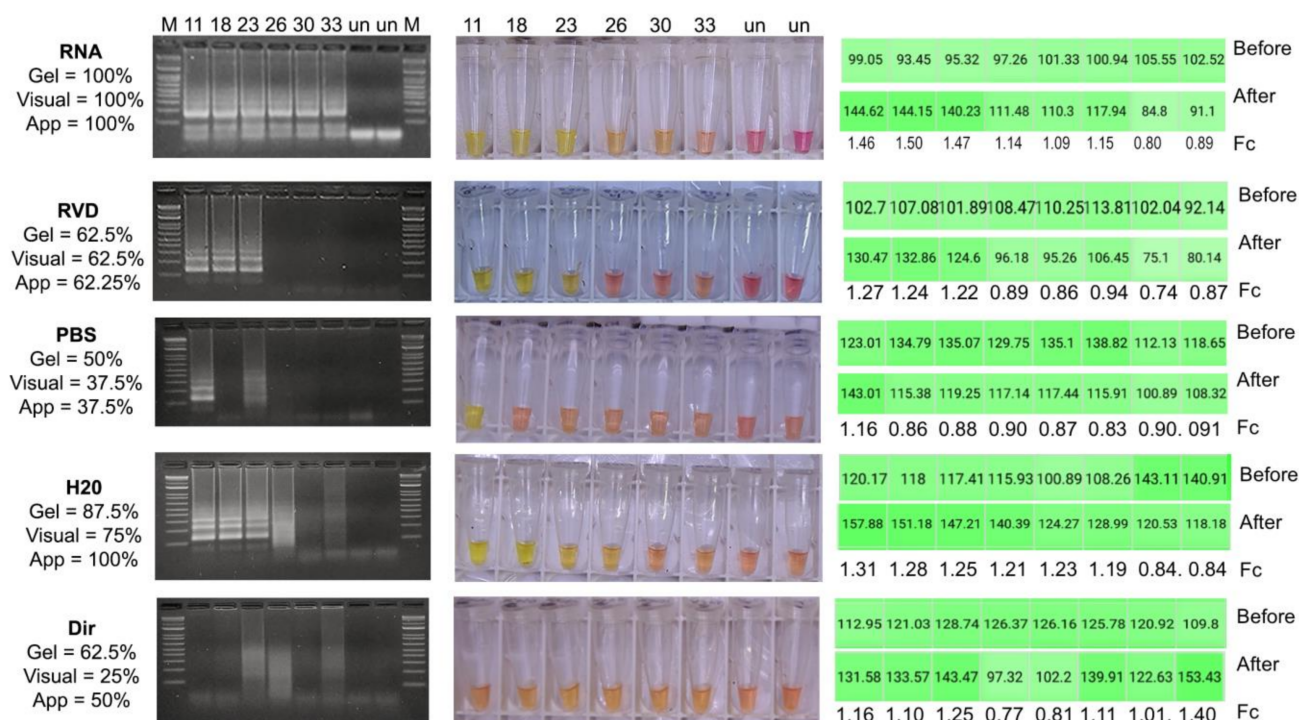 M 11 18 23 26 30 33 un un M
11 18 23 26 30 33 un un
RNA
Gel = 100%
Visual = 100%
App = 100%
99.05 93.45 95.32 97.26 101.33 100.94 105.55 102.52 Before
144.62 144.15 140.23 111.48 110.3 117.94 84.8 91.1 After
1.46 1.50 1.47 1.14 1.09 1.15 0.80 0.89 Fc
RVD
Gel = 62.5%
Visual = 62.5%
App = 62.25%
102.7 107.08 101.89 108.47 110.25 113.81 102.04 92.14 Before
130.47 132.86 124.6 96.18 95.26 106.45 75.1 80.14 After
1.27 1.24 1.22 0.89 0.86 0.94 0.74 0.87 Fc
PBS
Gel = 50%
Visual = 37.5%
App = 37.5%
123.01 134.79 135.07 129.75 135.1 138.82 112.13 118.65 Before
143.01 115.38 119.25 117.14 117.44 115.91 100.89 108.32 After
1.16 0.86 0.88 0.90 0.87 0.83 0.90. 091 Fc
H20
Gel = 87.5%
Visual = 75%
App = 100%
120.17 118 117.41 115.93 100.89 108.26 143.11 140.91 Before
157.88 151.18 147.21 140.39 124.27 128.99 120.53 118.18 After
1.31 1.28 1.25 1.21 1.23 1.19 0.84. 0.84 Fc
Dir
Gel = 62.5%
Visual = 25%
App = 50%
112.95 121.03 128.74 126.37 126.16 125.78 120.92 109.8 Before
131.58 133.57 143.47 97.32 102.2 139.91 122.63 153.43 After
1.16 1.10 1.25 0.77 0.81 1.11 1.01. 1.40 Fc